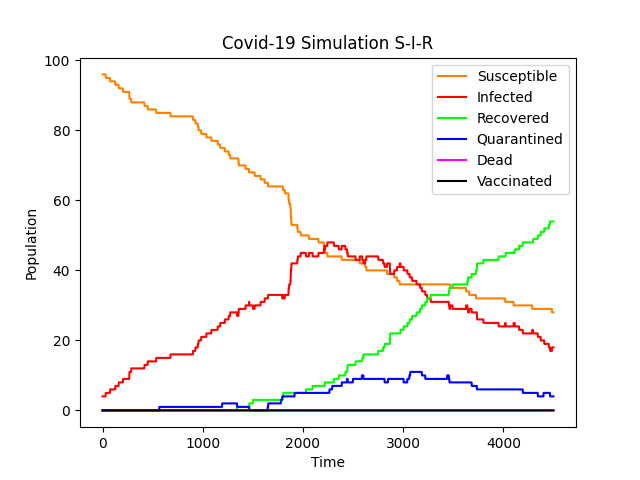 Covid-19 Simulation S-I-R
100
80
60
40
20
0
Population
0 1000 2000 3000 4000
Time
Susceptible
Infected
Recovered
Quarantined
Dead
Vaccinated